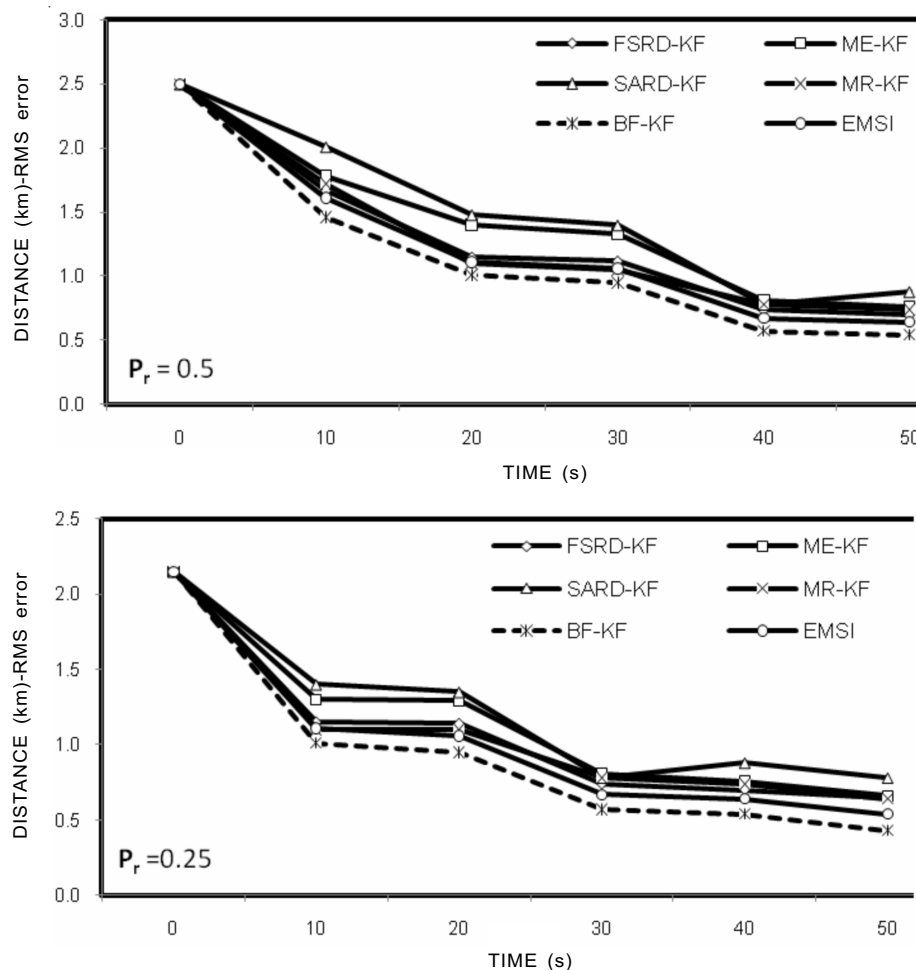 3.0
2.5
2.0
1.5
1.0
0.5
0.0
DISTANCE (km)-RMS error
FSRD-KF
ME-KF
SARD-KF
MR-KF
BF-KF
EMSI
Pr = 0.5
0 10 20 30 40 50
TIME (s)
2.5
2.0
1.5
1.0
0.5
0.0
DISTANCE (km)-RMS error
FSRD-KF
ME-KF
SARD-KF
MR-KF
BF-KF
EMSI
Pr =0.25
0 10 20 30 40 50
TIME (s)